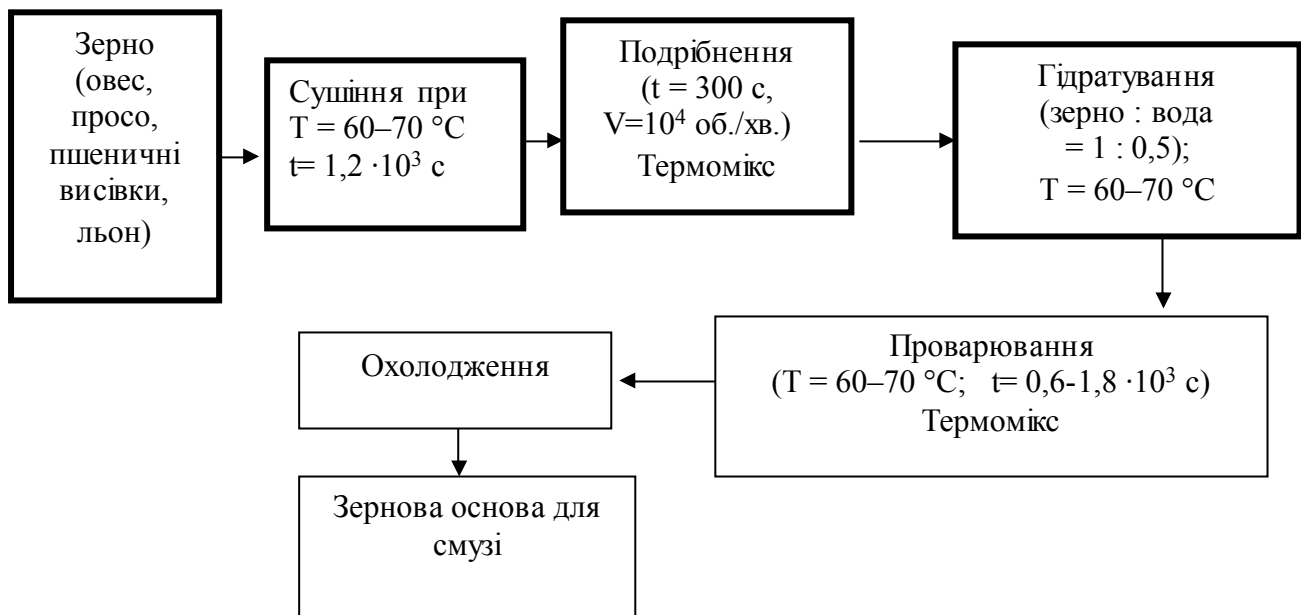 Зерно
(овес,
просо,
пшеничні
висівки,
льон)
Сушіння при
T = 60–70 °C
t= 1,2 ·10³ с
Подрібнення
(t = 300 с,
V=10⁴ об./хв.)
Термомікс
Гідратування
(зерно : вода
= 1 : 0,5);
T = 60–70 °C
Проварювання
(T = 60–70 °C; t= 0,6-1,8 ·10³ с)
Термомікс
Охолодження
Зернова основа для
смузі